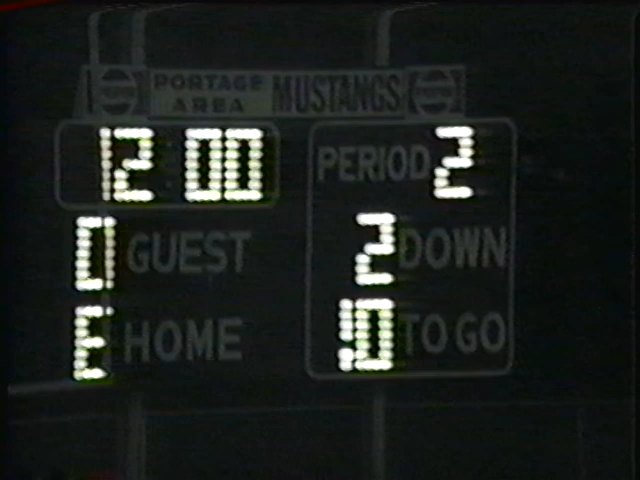 PORTAGE
AREA
MUSTANGS
12:00
PERIOD 2
0 GUEST
2 DOWN
E HOME
10 TO GO